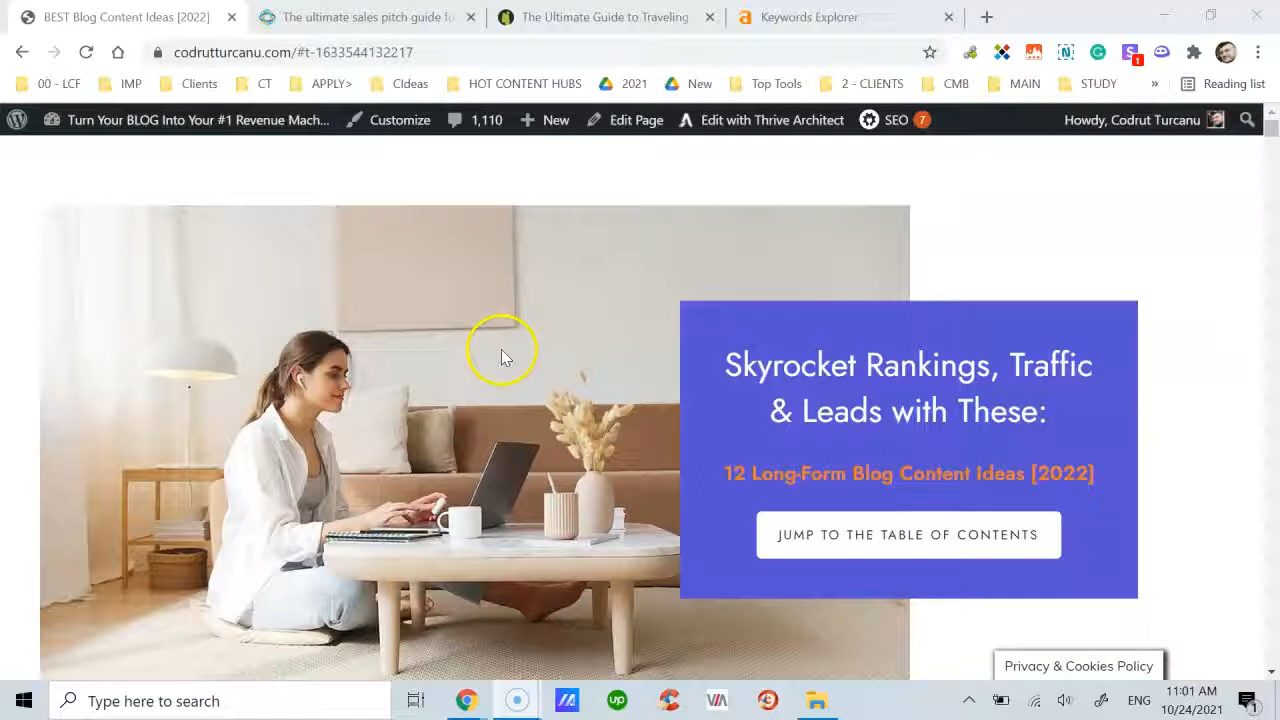 BEST Blog Content Ideas [2022]
The ultimate sales pitch guide fo
The Ultimate Guide to Traveling
Keywords Explorer
codrutturcanu.com/#t-1633544132217
1
00 - LCF
IMP
Clients
CT
APPLY>
CIdeas
HOT CONTENT HUBS
2021
New
Top Tools
2 - CLIENTS
CMB
MAIN
STUDY
»
Reading list
Turn Your BLOG Into Your #1 Revenue Mach...
Customize
1,110
New
Edit Page
Edit with Thrive Architect
SEO 7
Howdy, Codrut Turcanu
Skyrocket Rankings, Traffic
& Leads with These:
12 Long-Form Blog Content Ideas [2022]
JUMP TO THE TABLE OF CONTENTS
Privacy & Cookies Policy
Type here to search
up
VIA
ENG
11:01 AM
10/24/2021
1